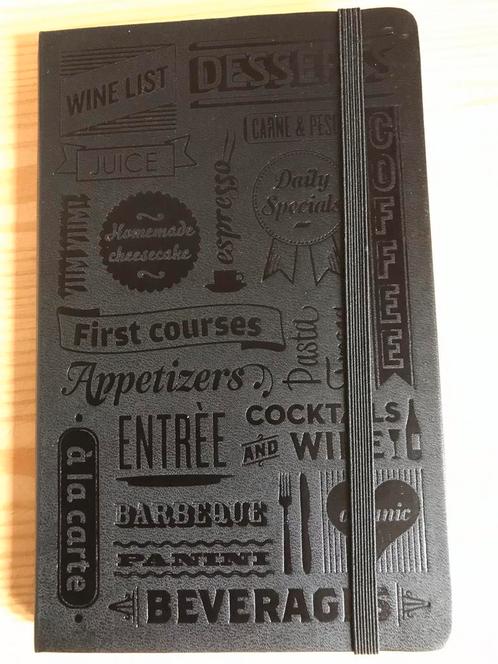 WINE LIST
DESSERTS
CARNE & PESC
COFFEE
JUICE
espresso
Daily
Specials
Homemade
cheesecake
First courses
Pasta
Appetizers
COCKTAILS
AND WINE
ENTRÈE
à la carte
BARBEQUE
organic
PANINI
BEVERAGES